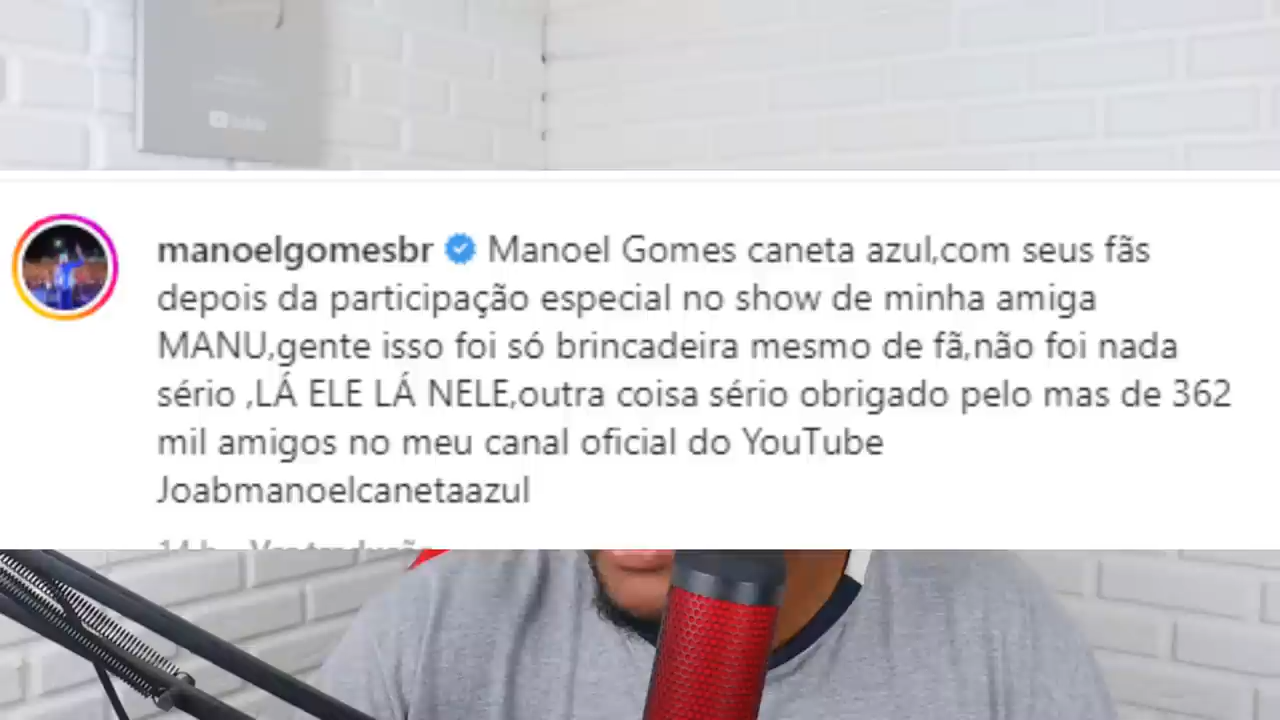 manoelgomesbr Manoel Gomes caneta azul,com seus fãs
depois da participação especial no show de minha amiga
MANU,gente isso foi só brincadeira mesmo de fã,não foi nada
sério ,LÁ ELE LÁ NELE,outra coisa sério obrigado pelo mas de 362
mil amigos no meu canal oficial do YouTube
Joabmanoelcanetaazul